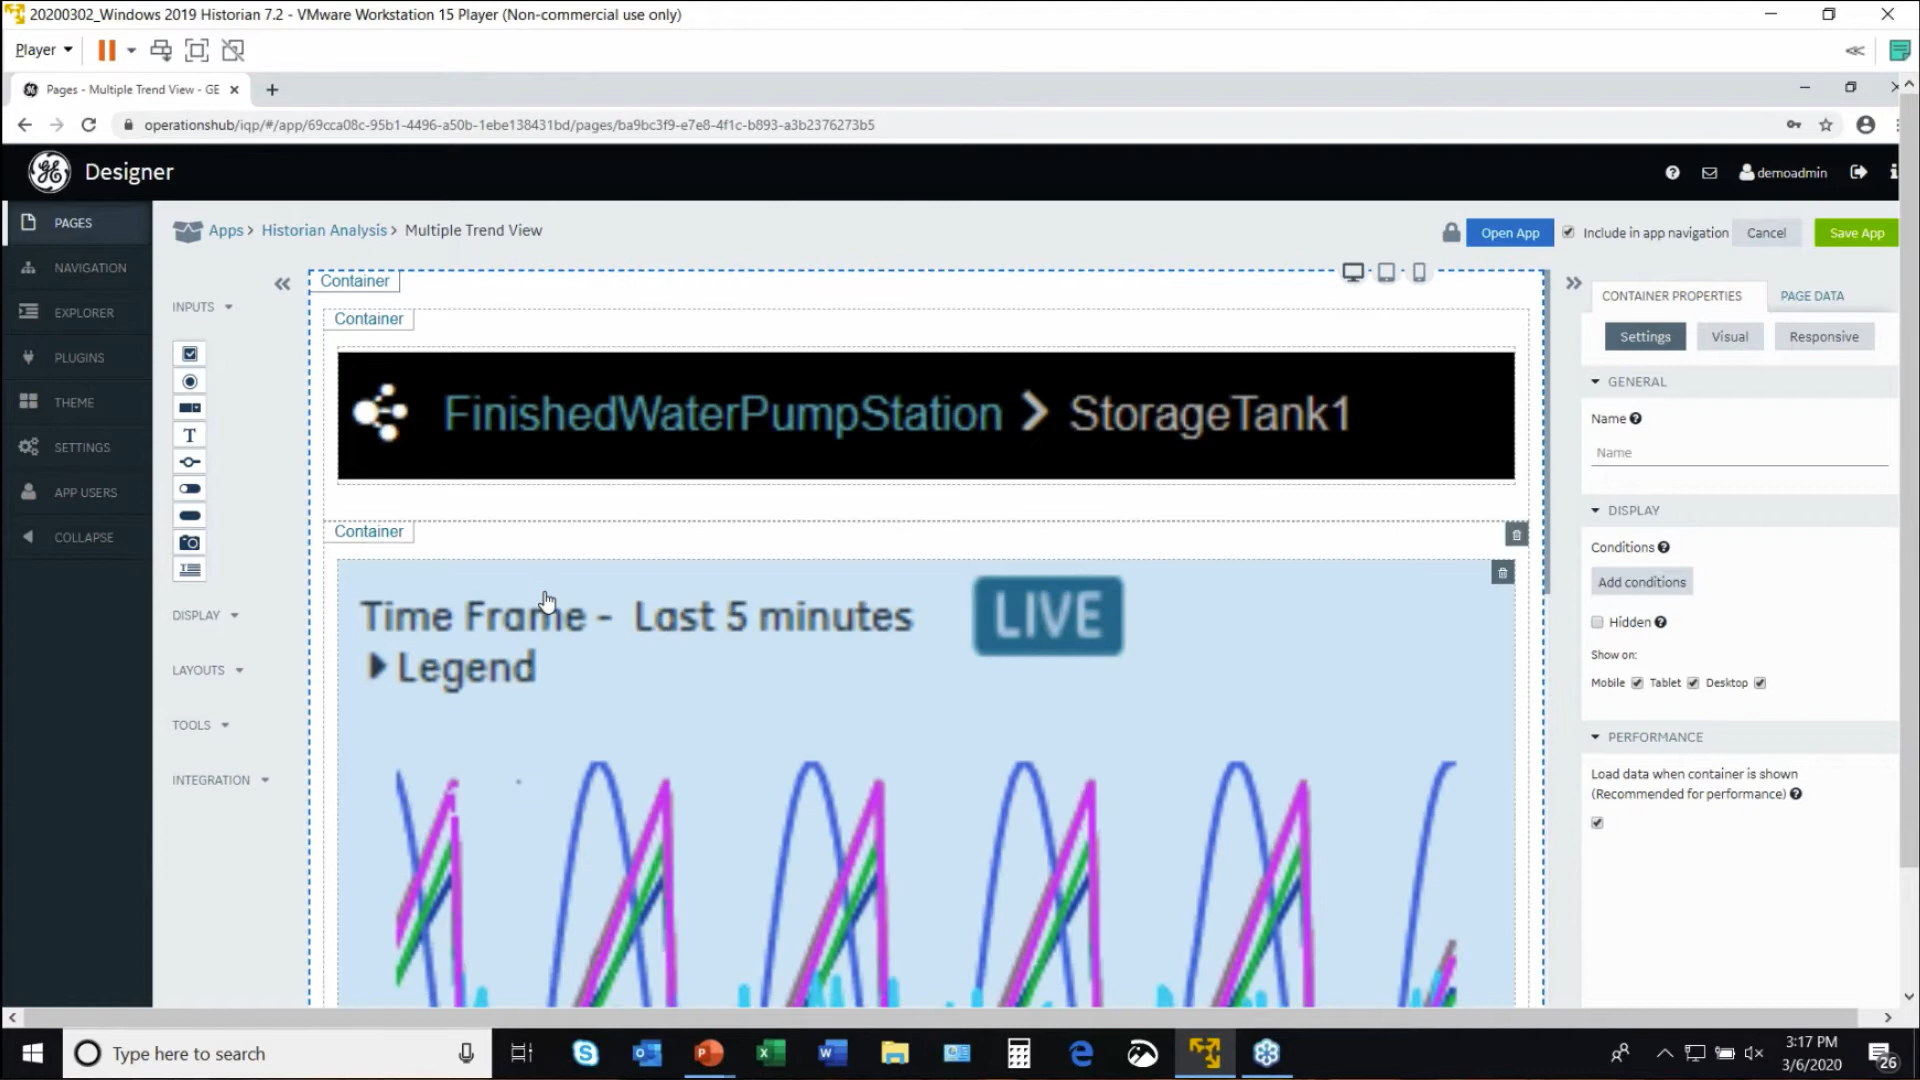 20200302_Windows 2019 Historian 7.2 - VMware Workstation 15 Player (Non-commercial use only)
Player
Pages - Multiple Trend View - GE
operationshub/iqp/#/app/69cca08c-95b1-4496-a50b-1ebe138431bd/pages/ba9bc3f9-e7e8-4f1c-b893-a3b2376273b5
Designer
demoadmin
PAGES
NAVIGATION
EXPLORER
PLUGINS
THEME
SETTINGS
APP USERS
COLLAPSE
Apps > Historian Analysis > Multiple Trend View
Open App
Include in app navigation
Cancel
Save App
INPUTS
DISPLAY
LAYOUTS
TOOLS
INTEGRATION
Container
Container
FinishedWaterPumpStation > StorageTank1
Container
Time Frame - Last 5 minutes
LIVE
Legend
CONTAINER PROPERTIES
PAGE DATA
Settings
Visual
Responsive
GENERAL
Name
Name
DISPLAY
Conditions
Add conditions
Hidden
Show on:
Mobile Tablet Desktop
PERFORMANCE
Load data when container is shown
(Recommended for performance)
Type here to search
3:17 PM
3/6/2020
26